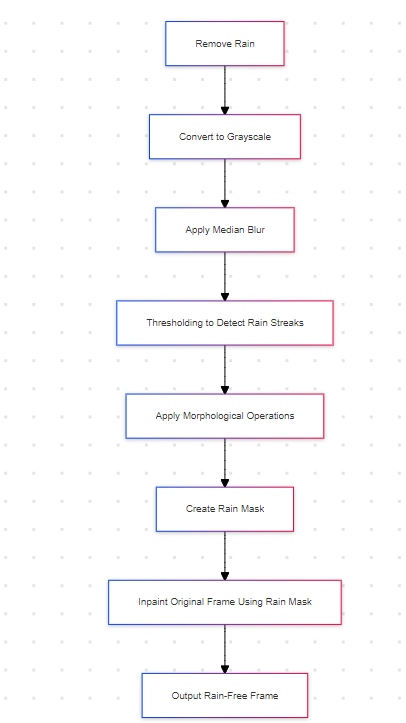 Remove Rain
Convert to Grayscale
Apply Median Blur
Thresholding to Detect Rain Streaks
Apply Morphological Operations
Create Rain Mask
Inpaint Original Frame Using Rain Mask
Output Rain-Free Frame